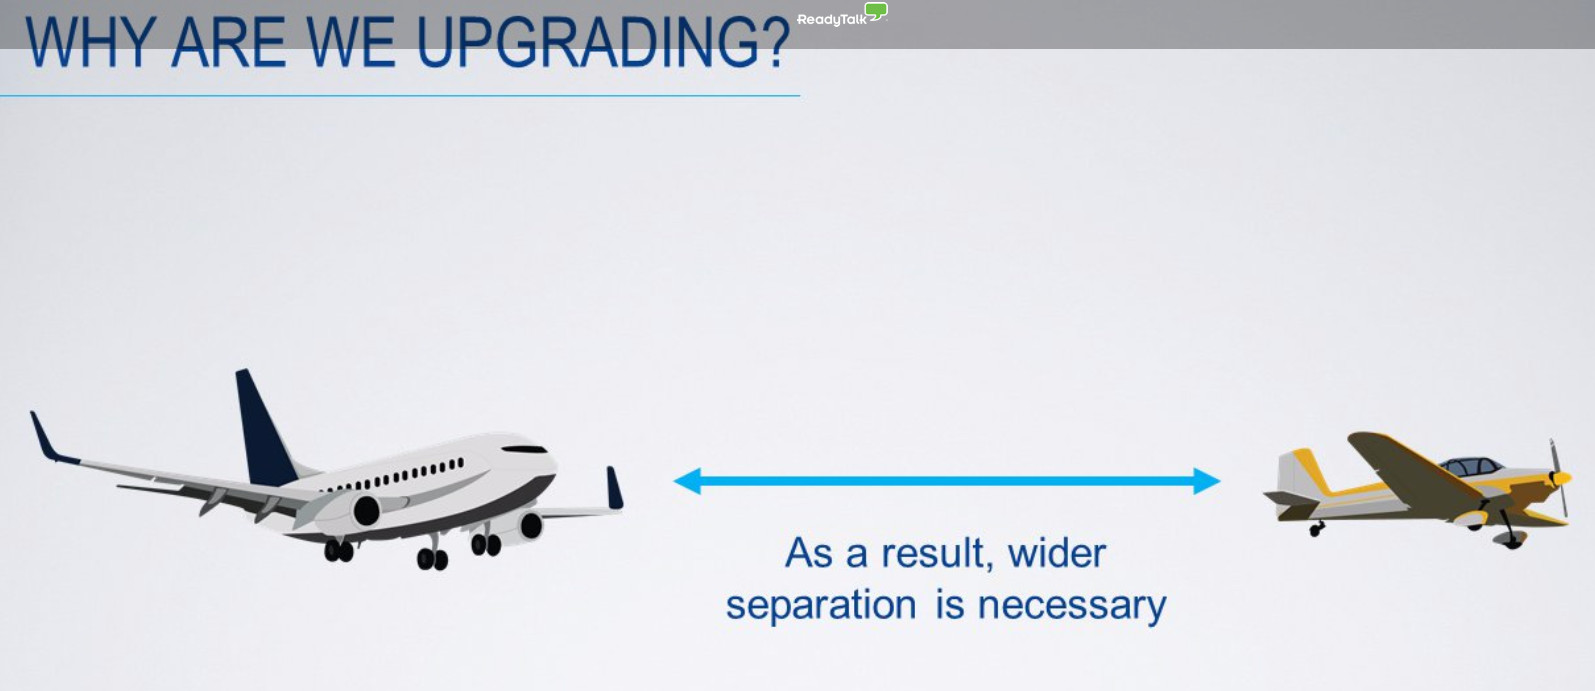 ReadyTalk
WHY ARE WE UPGRADING?
As a result, wider
separation is necessary